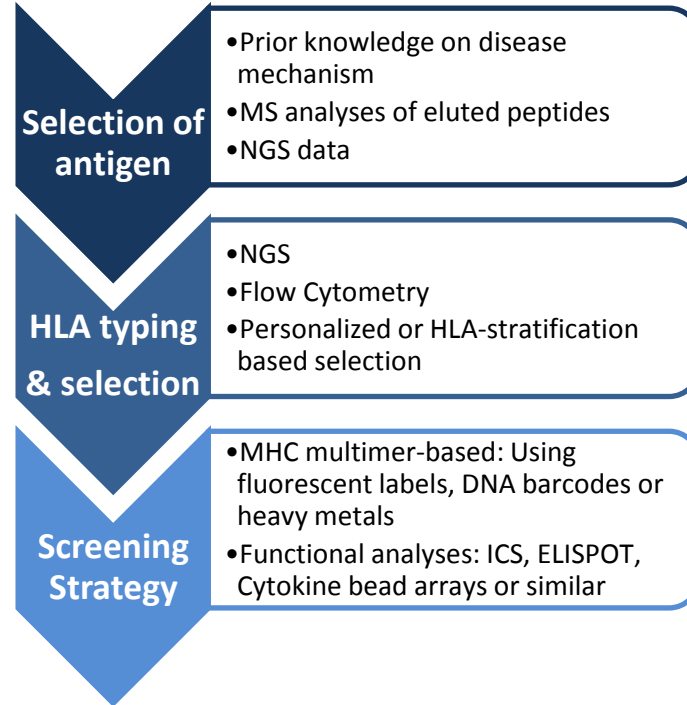 Selection of
antigen
•Prior knowledge on disease
mechanism
•MS analyses of eluted peptides
•NGS data
HLA typing
& selection
•NGS
•Flow Cytometry
•Personalized or HLA-stratification
based selection
Screening
Strategy
•MHC multimer-based: Using
fluorescent labels, DNA barcodes or
heavy metals
•Functional analyses: ICS, ELISPOT,
Cytokine bead arrays or similar